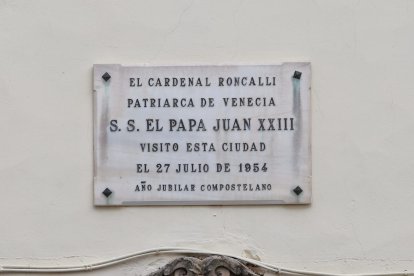 EL CARDENAL RONCALLI
PATRIARCA DE VENECIA
S. S. EL PAPA JUAN XXIII
VISITO ESTA CIUDAD
EL 27 JULIO DE 1954
AÑO JUBILAR COMPOSTELANO